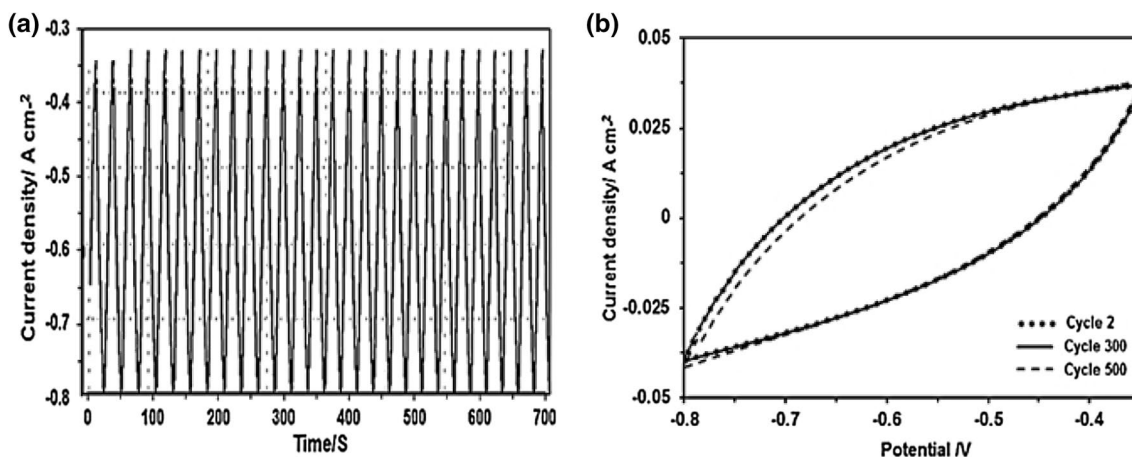 (a)
Current density/ A cm-²
-0.3
-0.4
-0.5
-0.6
-0.7
-0.8
0 100 200 300 400 500 600 700
Time/S
(b)
Current density/ A cm-²
0.05
0.025
0
-0.025
-0.05
Cycle 2
Cycle 300
Cycle 500
-0.8 -0.7 -0.6 -0.5 -0.4
Potential /V